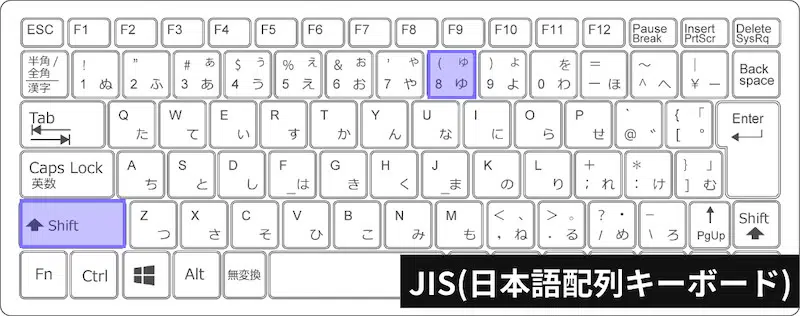 ESC F1 F2 F3 F4 F5 F6 F7 F8 F9 F10 F11 F12 Pause Break Insert PrtScr Delete SysRq
半角/全角 漢字 ! 1 ぬ " 2 ふ # ぁ 3 あ $ ぅ 4 う % ぇ 5 え & ぉ 6 お ' ゃ 7 や ( ゅ 8 ゆ ) ょ 9 よ を 0 わ = - ほ ~ ^ へ | ¥ ー Back space
Tab Q た W て E い R す T か Y ん U な I に O ら P せ ` @ ゛ { 「 [ ゜ Enter
Caps Lock 英数 A ち S と D し F_ は G き H く J_ ま K の L り + ; れ * : け } 」 ] む
Shift Z つ X さ C そ V ひ B こ N み M も < 、 , ね > 。 . る ? ・ / め _ \ ろ ↑ PgUp Shift
Fn Ctrl Alt 無変換
JIS(日本語配列キーボード)